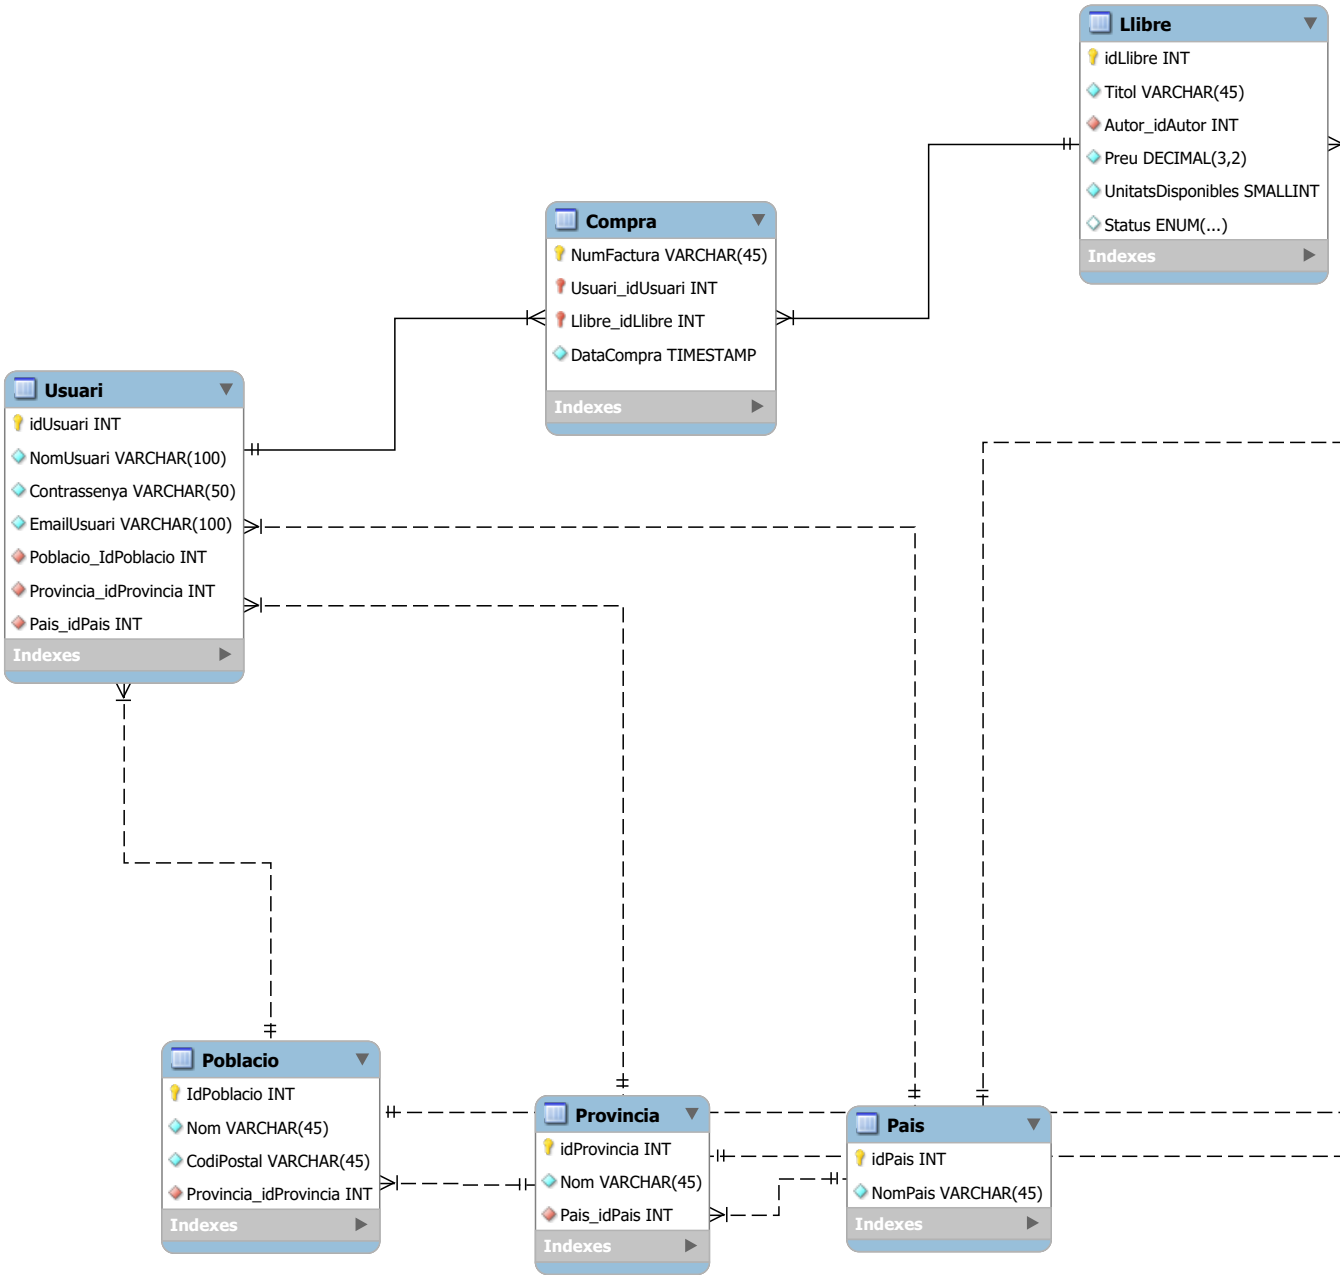 Llibre
idLlibre INT
Titol VARCHAR(45)
Autor_idAutor INT
Preu DECIMAL(3,2)
UnitatsDisponibles SMALLINT
Status ENUM(...)
Indexes
Compra
NumFactura VARCHAR(45)
Usuari_idUsuari INT
Llibre_idLlibre INT
DataCompra TIMESTAMP
Indexes
Usuari
idUsuari INT
NomUsuari VARCHAR(100)
Contrassenya VARCHAR(50)
EmailUsuari VARCHAR(100)
Poblacio_IdPoblacio INT
Provincia_idProvincia INT
Pais_idPais INT
Indexes
Poblacio
IdPoblacio INT
Nom VARCHAR(45)
CodiPostal VARCHAR(45)
Provincia_idProvincia INT
Indexes
Provincia
idProvincia INT
Nom VARCHAR(45)
Pais_idPais INT
Indexes
Pais
idPais INT
NomPais VARCHAR(45)
Indexes